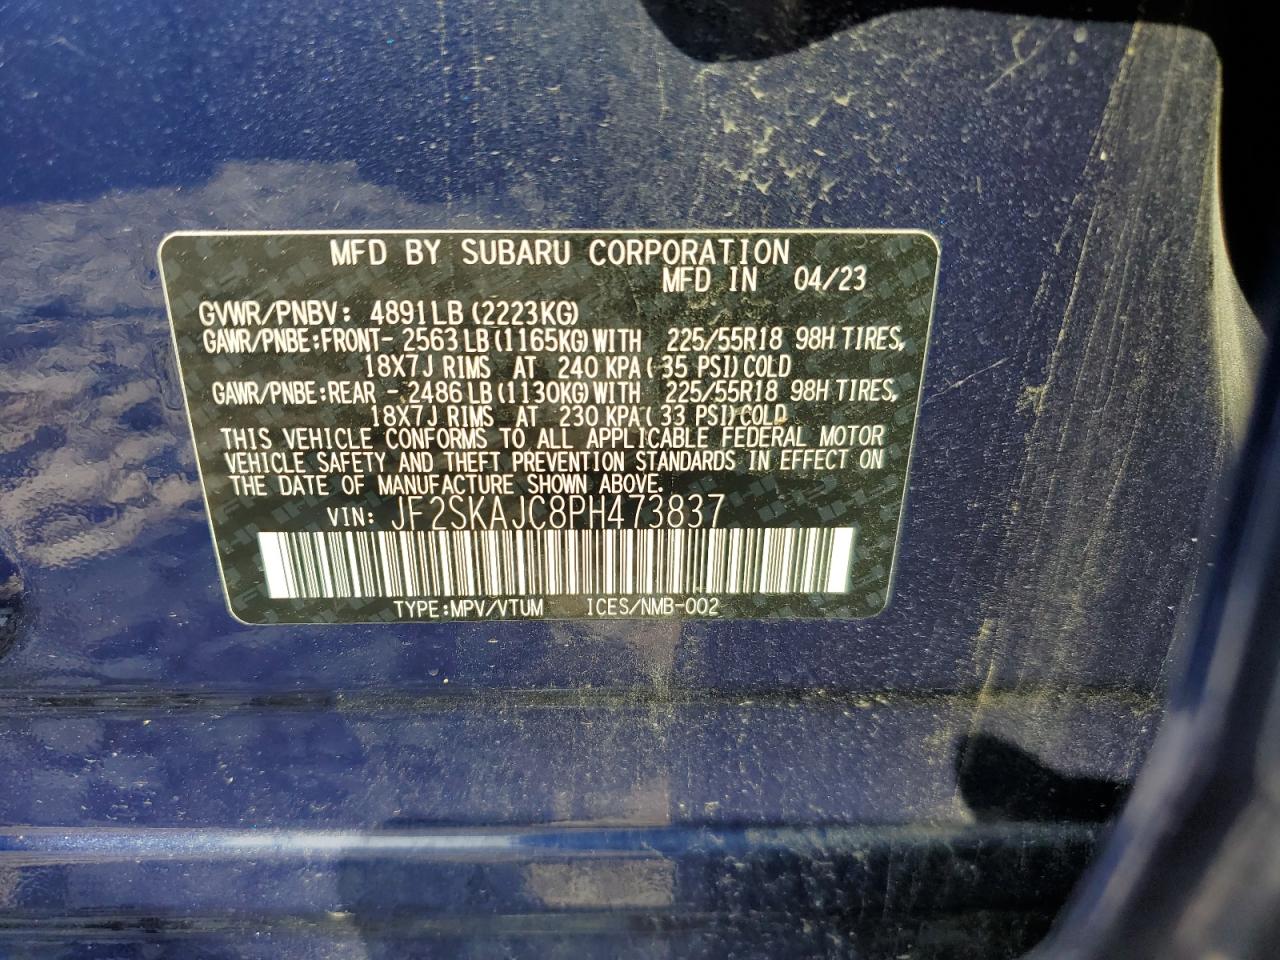 MFD BY SUBARU CORPORATION
MFD IN 04/23
GVWR/PNBV: 4891LB (2223KG)
GAWR/PNBE:FRONT- 2563LB(1165KG)WITH 225/55R18 98H TIRES,
18X7J RIMS AT 240 KPA( 35 PSI)COLD
GAWR/PNBE:REAR - 2486LB(1130KG)WITH 225/55R18 98H TIRES,
18X7J RIMS AT 230 KPA( 33 PSI)COLD
THIS VEHICLE CONFORMS TO ALL APPLICABLE FEDERAL MOTOR
VEHICLE SAFETY AND THEFT PREVENTION STANDARDS IN EFFECT ON
THE DATE OF MANUFACTURE SHOWN ABOVE.
VIN: JF2SKAJC8PH473837
TYPE:MPV/VTUM ICES/NMB-002